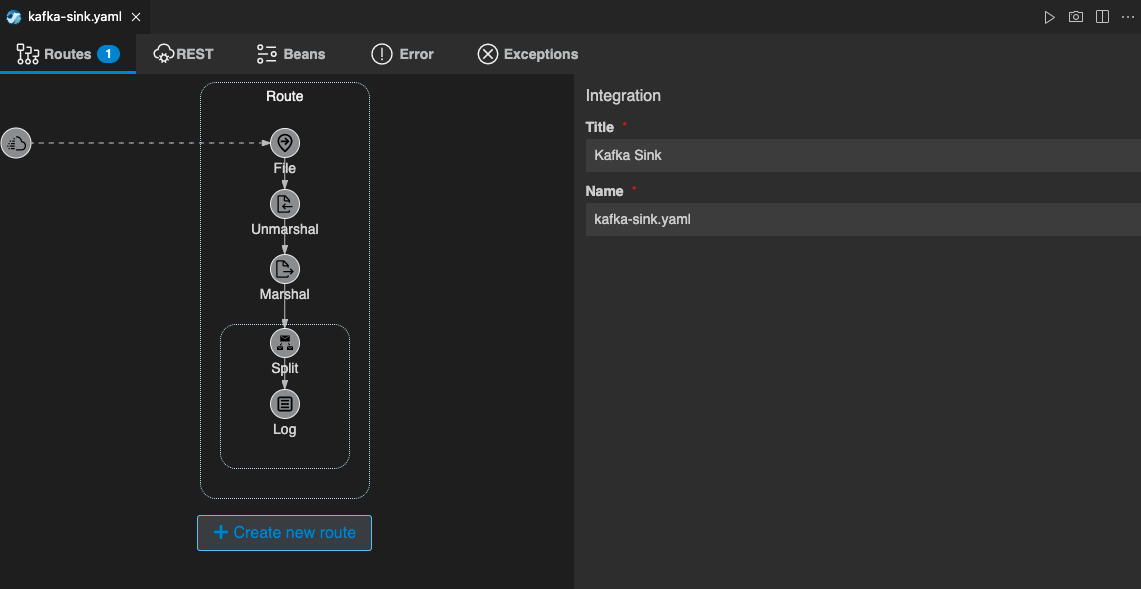 kafka-sink.yaml
Routes 1 REST Beans Error Exceptions
Route
File
Unmarshal
Marshal
Split
Log
Create new route
Integration
Title *
Kafka Sink
Name *
kafka-sink.yaml